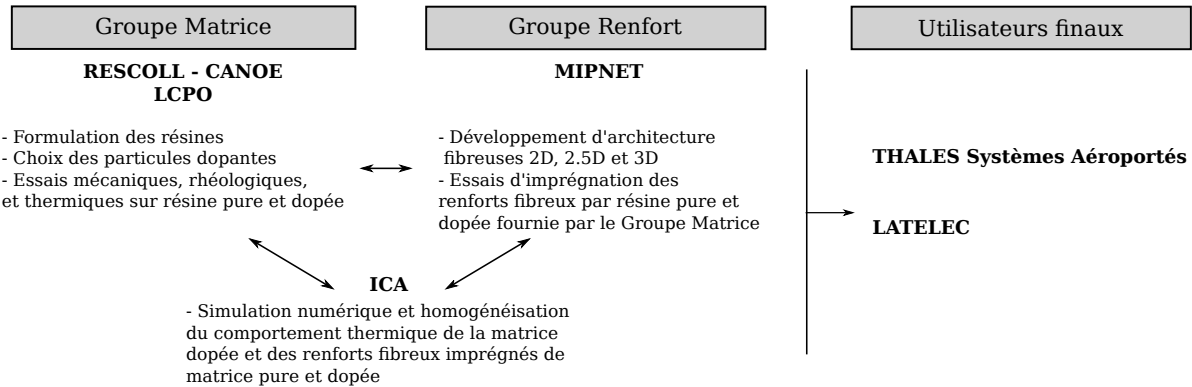 Groupe Matrice
RESCOLL - CANOE
LCPO
- Formulation des résines
- Choix des particules dopantes
- Essais mécaniques, rhéologiques,
et thermiques sur résine pure et dopée
Groupe Renfort
MIPNET
- Développement d'architecture
fibreuses 2D, 2.5D et 3D
- Essais d'imprégnation des
renforts fibreux par résine pure et
dopée fournie par le Groupe Matrice
ICA
- Simulation numérique et homogénéisation
du comportement thermique de la matrice
dopée et des renforts fibreux imprégnés de
matrice pure et dopée
Utilisateurs finaux
THALES Systèmes Aéroportés
LATELEC